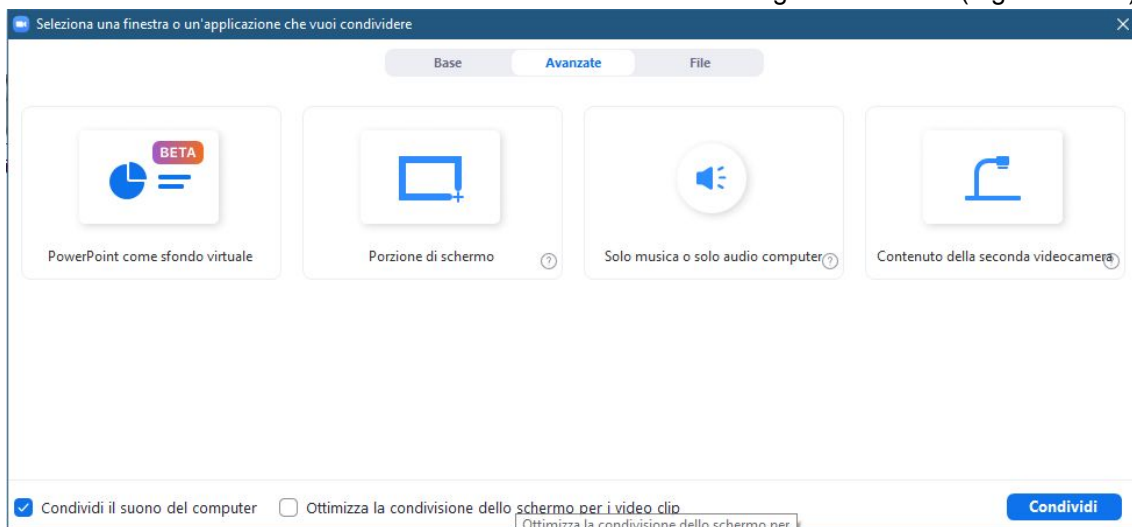 Seleziona una finestra o un'applicazione che vuoi condividere
Base Avanzate File
BETA
PowerPoint come sfondo virtuale
Porzione di schermo
Solo musica o solo audio computer
Contenuto della seconda videocamera
Condividi il suono del computer
Ottimizza la condivisione dello schermo per i video clip
Condividi
Ottimizza la condivisione dello schermo per i